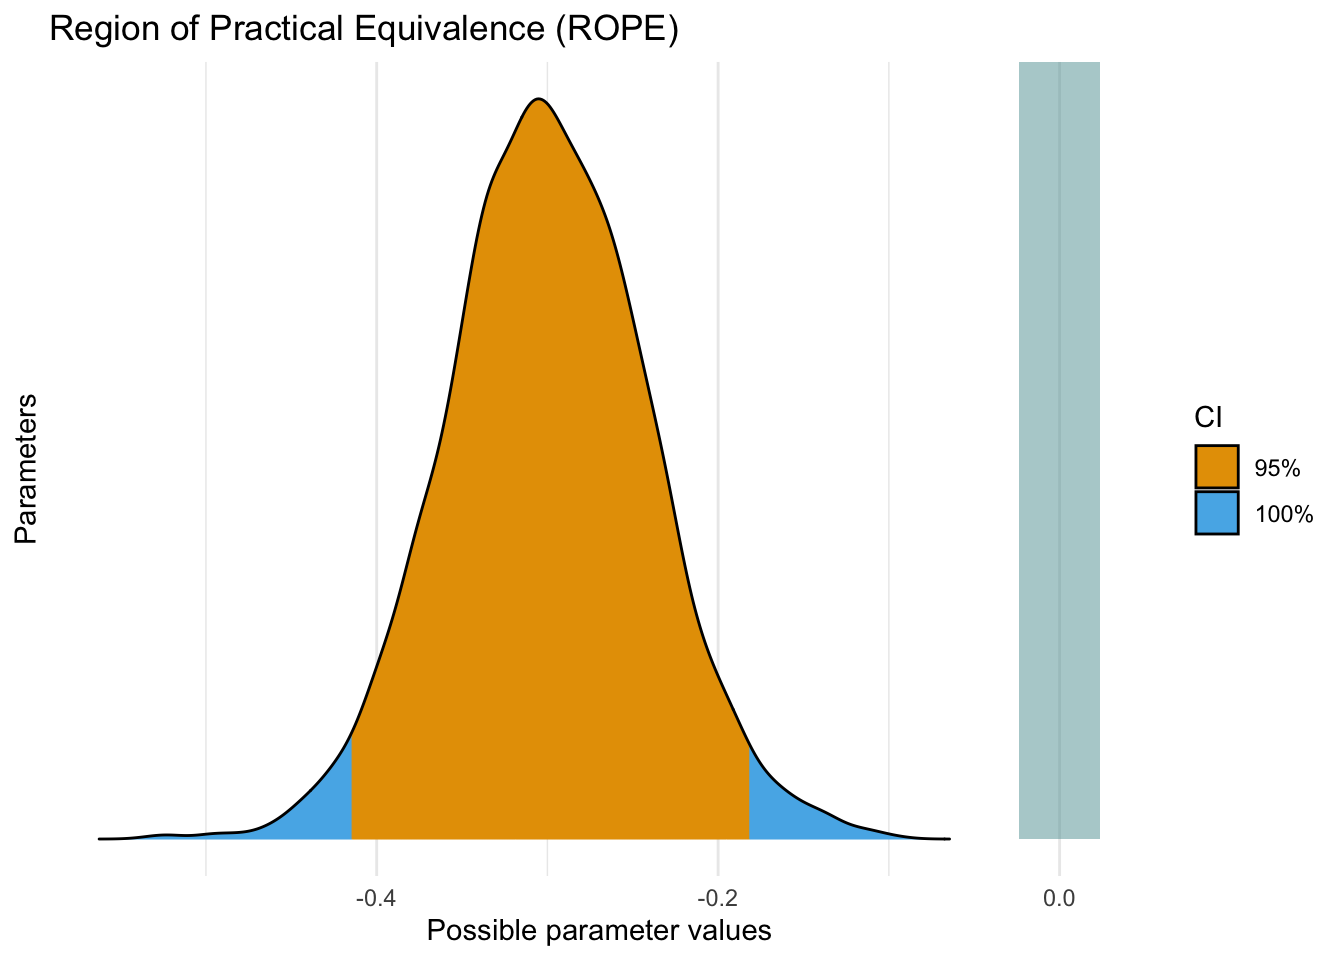 Region of Practical Equivalence (ROPE)
Parameters
CI
95%
100%
-0.4
-0.2
0.0
Possible parameter values